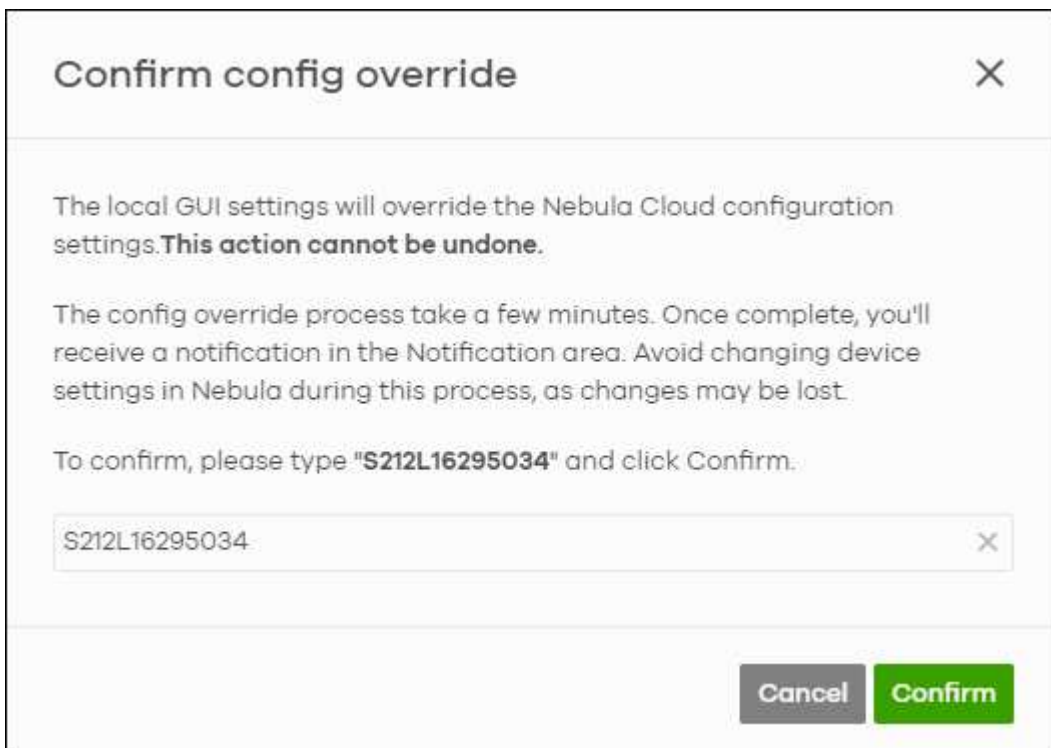 Confirm config override
The local GUI settings will override the Nebula Cloud configuration
settings.This action cannot be undone.
The config override process take a few minutes. Once complete, you'll
receive a notification in the Notification area. Avoid changing device
settings in Nebula during this process, as changes may be lost.
To confirm, please type "S212L16295034" and click Confirm.
S212L16295034
Cancel Confirm